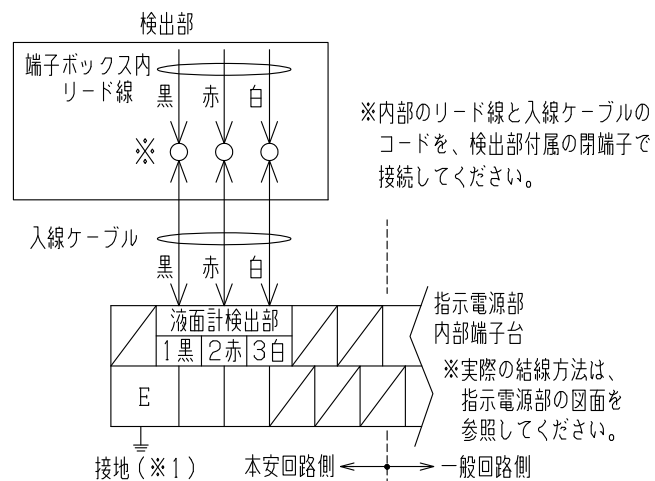 検出部
端子ボックス内
リード線
黒 赤 白
※
※内部のリード線と入線ケーブルの
コードを、検出部付属の閉端子で
接続してください。
入線ケーブル
黒 赤 白
液面計検出部
1黒 2赤 3白
指示電源部
内部端子台
E
※実際の結線方法は、
指示電源部の図面を
参照してください。
接地(※1)
本安回路側
一般回路側